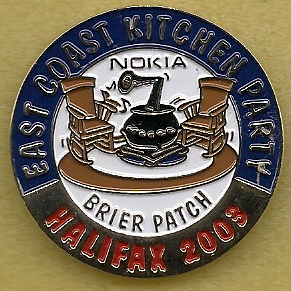 EAST COAST KITCHEN PARTY
NOKIA
BRIER PATCH
HALIFAX 2003